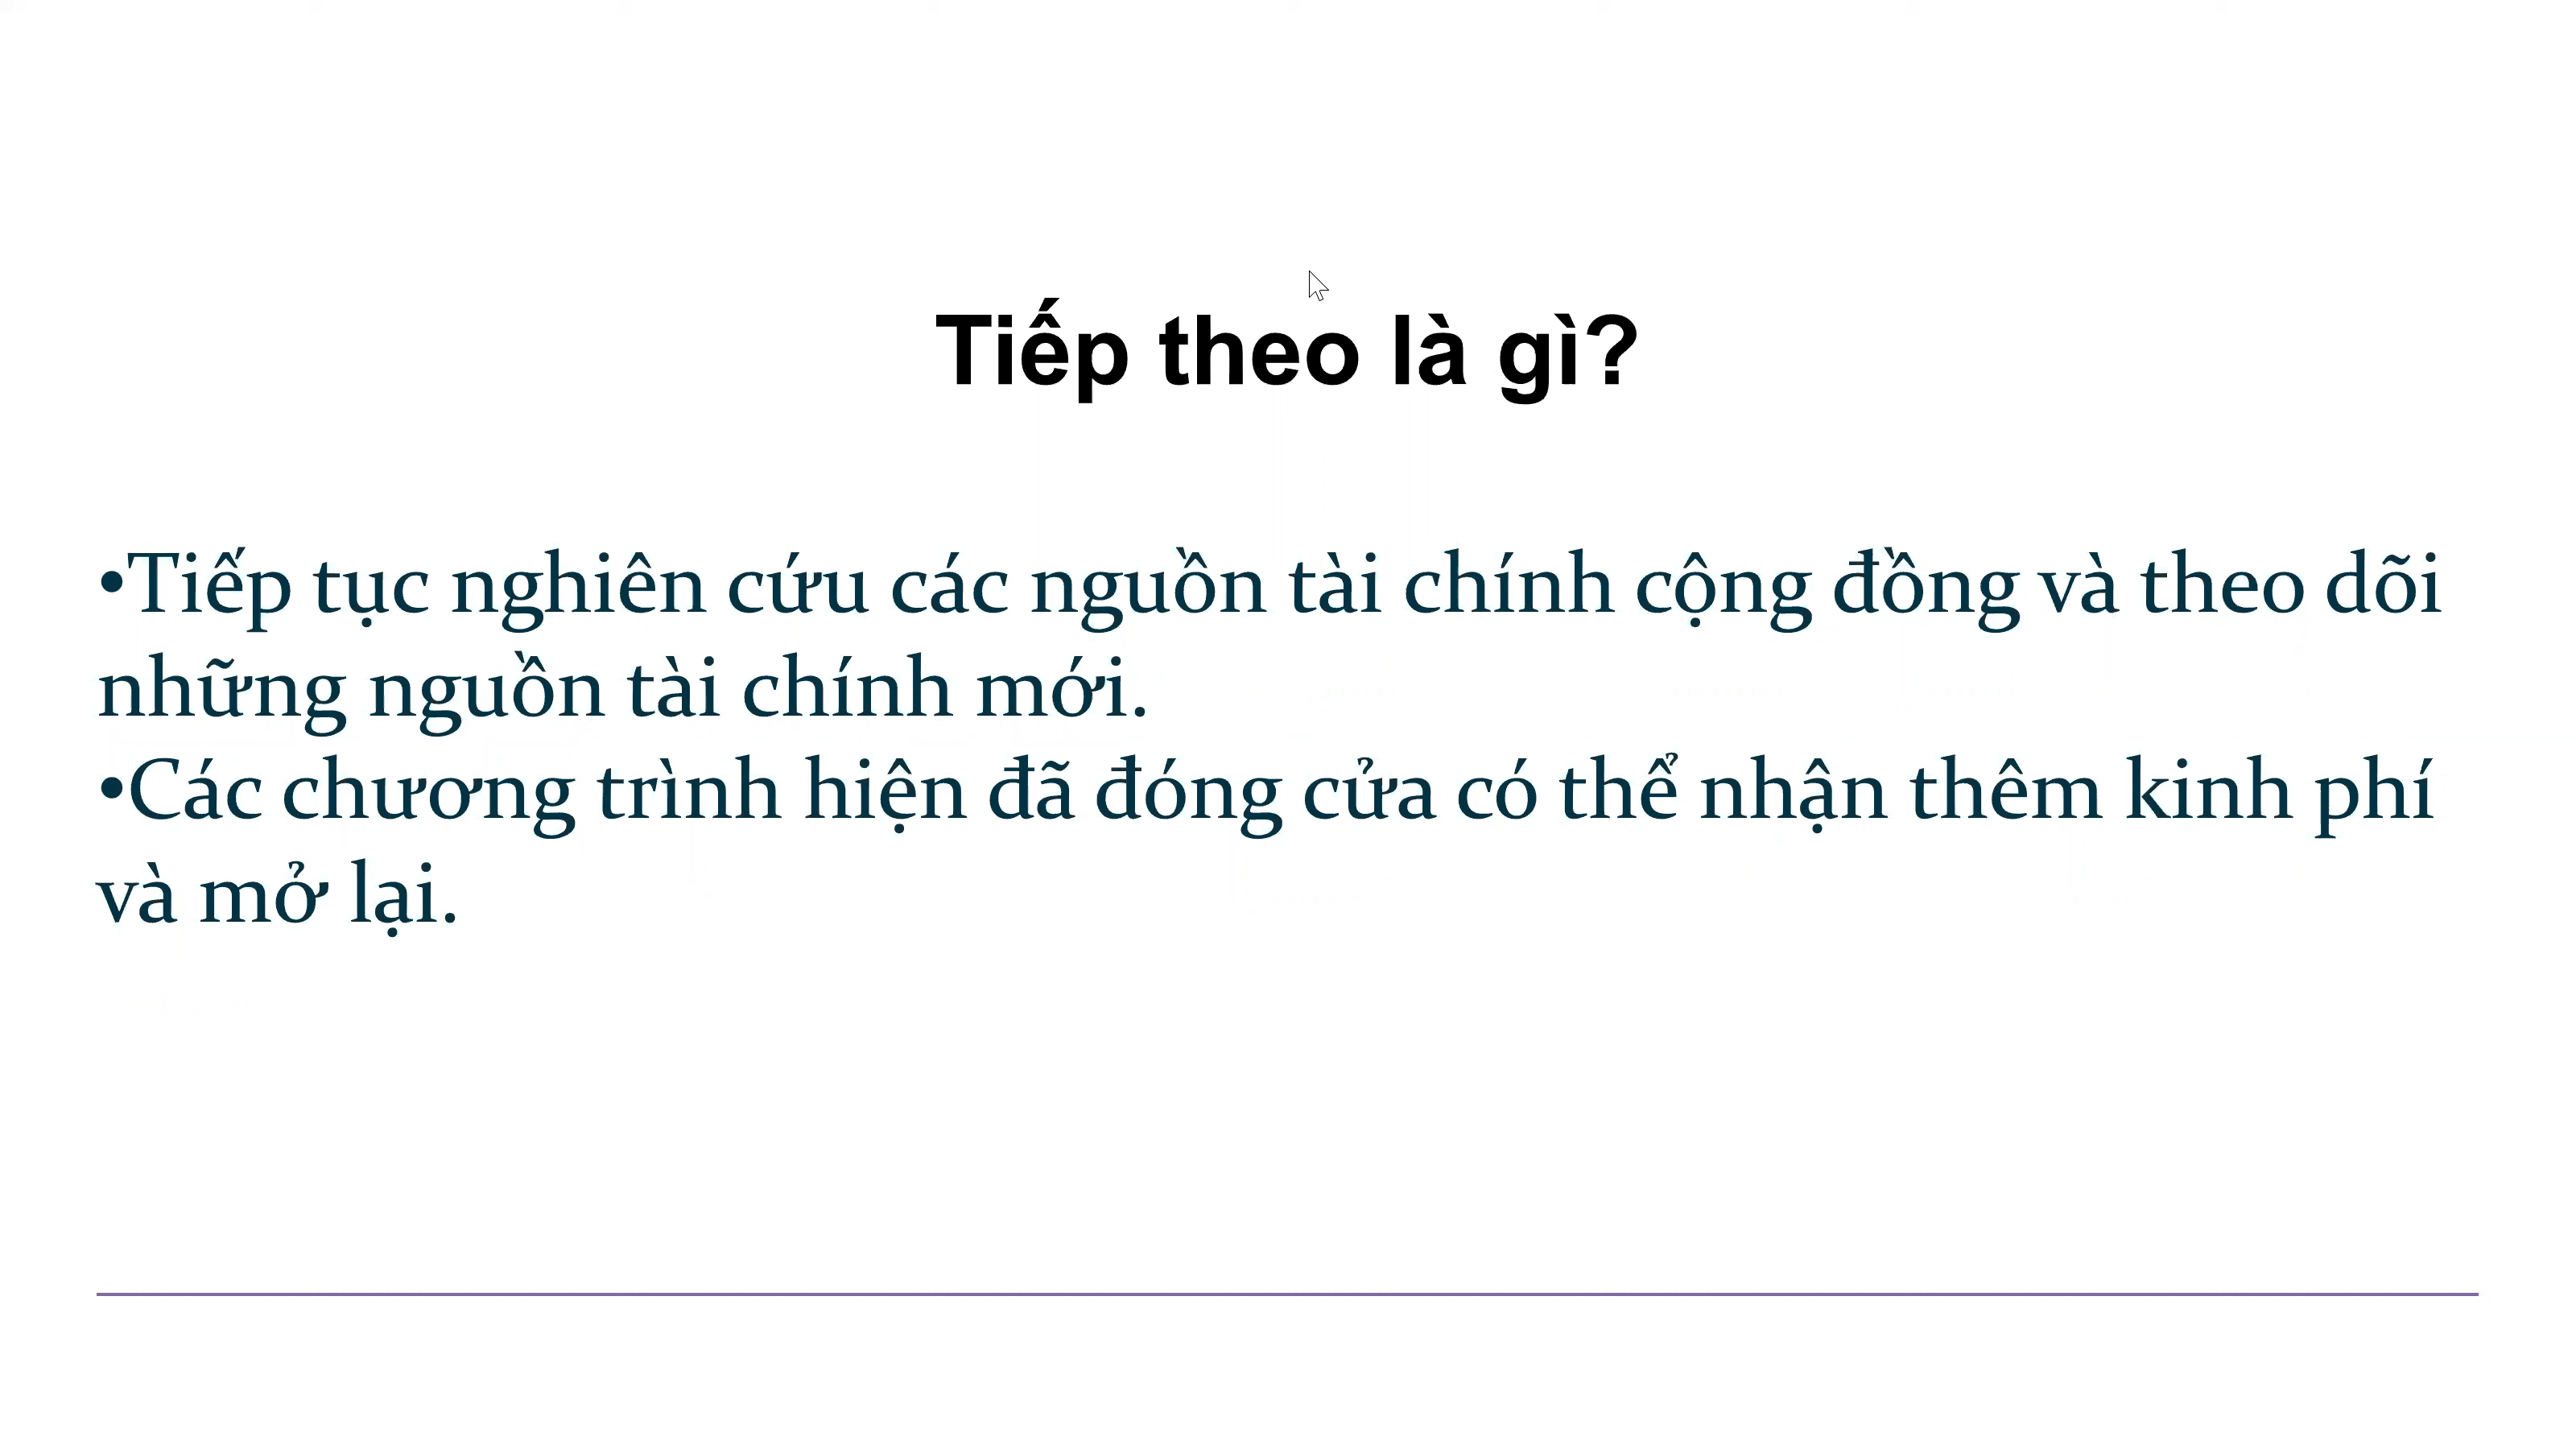 Tiếp theo là gì?
•Tiếp tục nghiên cứu các nguồn tài chính cộng đồng và theo dõi
những nguồn tài chính mới.
•Các chương trình hiện đã đóng cửa có thể nhận thêm kinh phí
và mở lại.